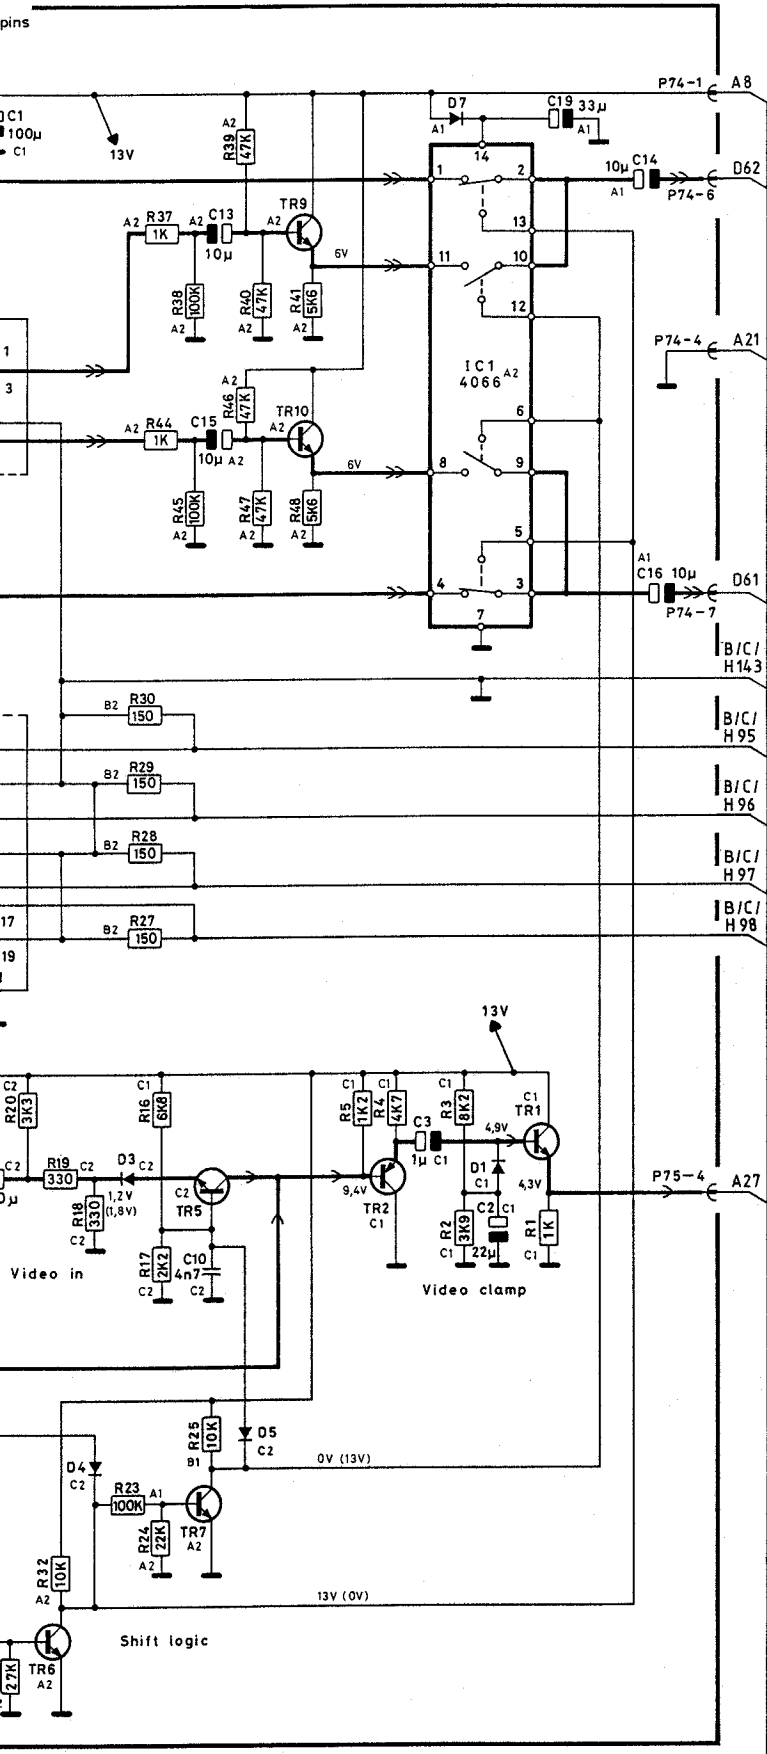 pins
P74-1 A8
C1
100µ
C1
13V
A2
R39 47K
D7
A1
C19 33µ
A1
14
1 2
10µ C14
A1
D62
P74-6
A2 R37
1K
A2 C13
10µ
A2 TR9
13
6V
11 10
R38 100K
A2
R40 47K
A2
R41 5K6
A2
12
1
3
P74-4 A21
IC1 A2
4066
A2
R46 47K
A2 R44
1K
C15
10µ A2
TR10
A2
6
6V
8 9
R45 100K
A2
R47 47K
A2
R48 5K6
A2
5
A1
C16 10µ
D61
4 3
P74-7
7
B/C/
H143
B2 R30
150
B/C/
H95
B2 R29
150
B/C/
H96
B2 R28
150
B/C/
H97
B2 R27
150
B/C/
H98
17
19
13V
C2
R20 3K3
C1
R16 6K8
C1
R5 1K2
C1
R4 4K7
C1
R3 8K2
C3
1µ C1
4,9V
C1
TR1
C2 R19
330
C2 D3 C2
0µ
R18 330
C2
1,2V
(1,8V)
C2
TR5
9,4V
TR2
C1
D1
C1
4,3V
P75-4 A27
R2 3K9
C1
C2 C1
22µ
R1 1K
C1
Video in
R17 2K2
C2
C10
4n7
C2
Video clamp
R25 10K
B1
D5
C2
0V (13V)
D4
C2
R23
100K
A1
R24 22K
A2
TR7
A2
R32 10K
A2
13V (0V)
Shift logic
TR6
A2
27K